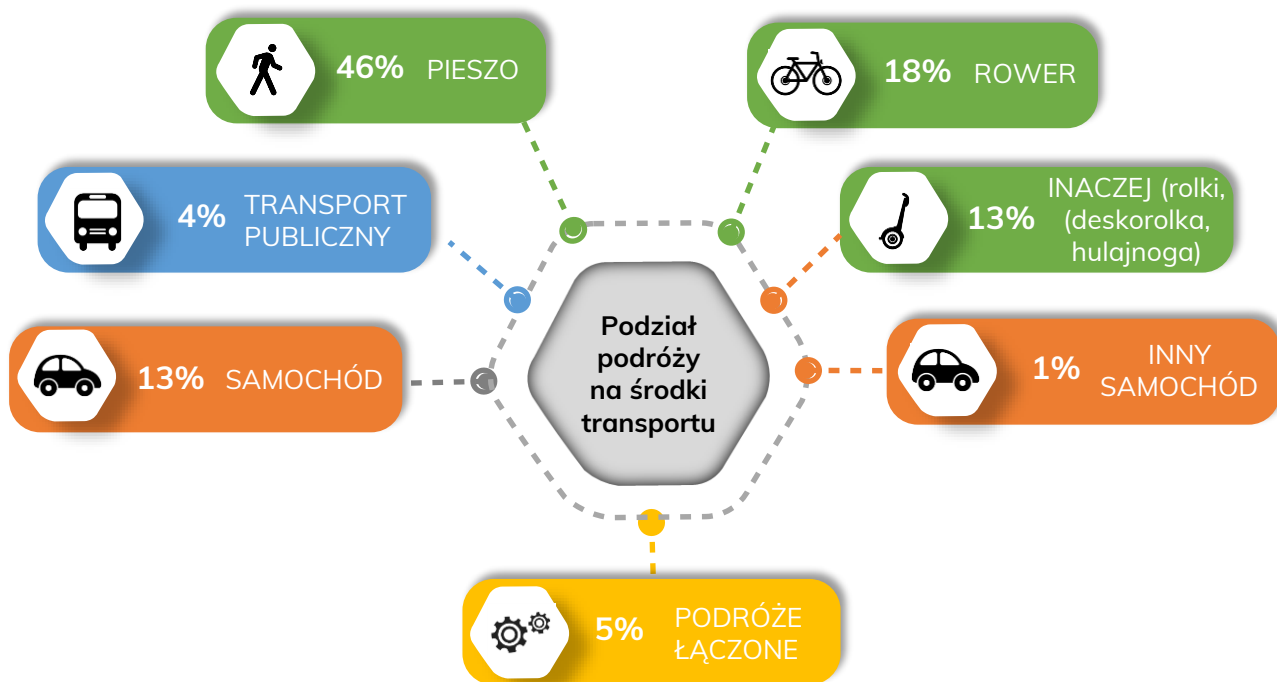 46% PIESZO
18% ROWER
4% TRANSPORT
PUBLICZNY
13% INACZEJ (rolki,
(deskorolka,
hulajnoga)
13% SAMOCHÓD
Podział
podróży
na środki
transportu
1% INNY
SAMOCHÓD
5% PODRÓŻE
ŁĄCZONE